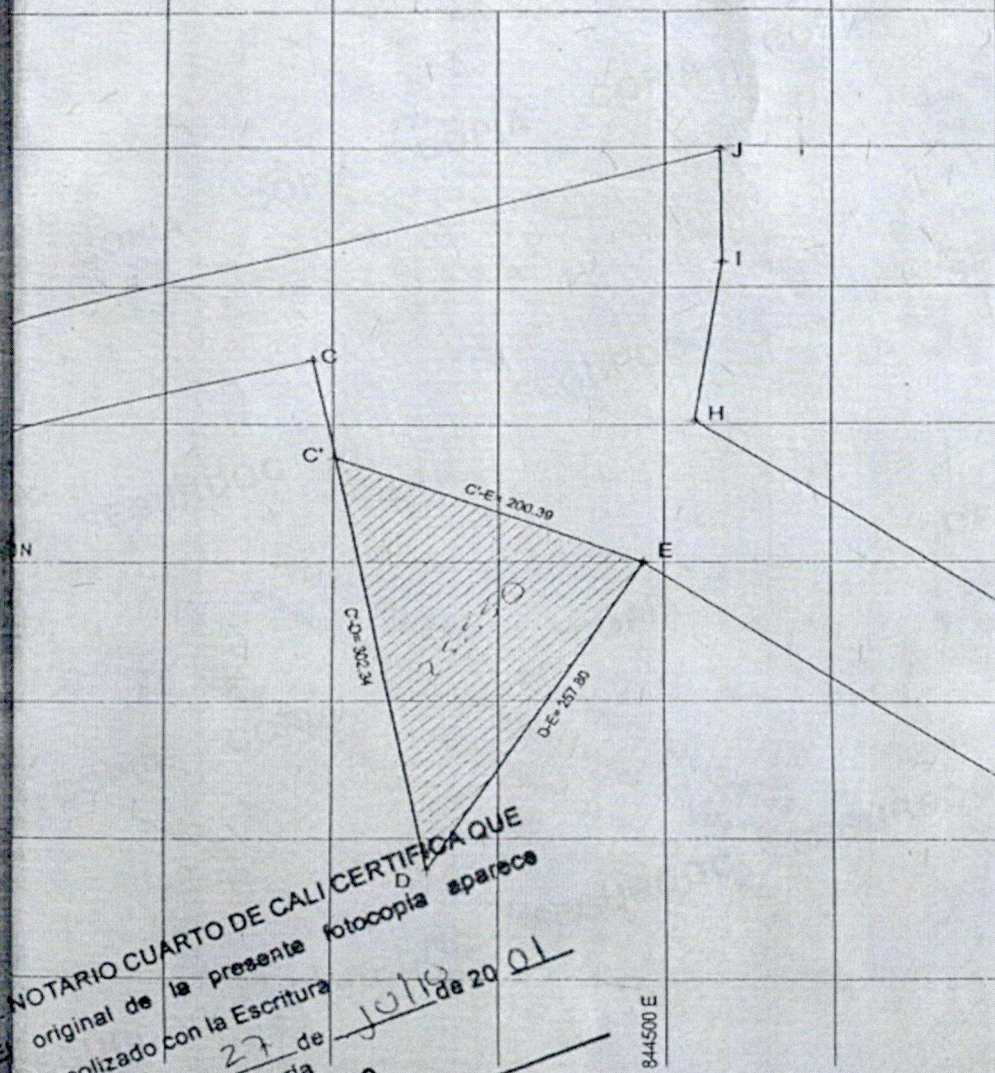 J
I
C
H
C'
C'-E= 200.39
N
E
C'-D= 302.34
D-E= 257.80
D
NOTARIO CUARTO DE CALI CERTIFICA QUE
original de la presente fotocopia aparece
colizado con la Escritura
27 de julio de 20 01
844500 E